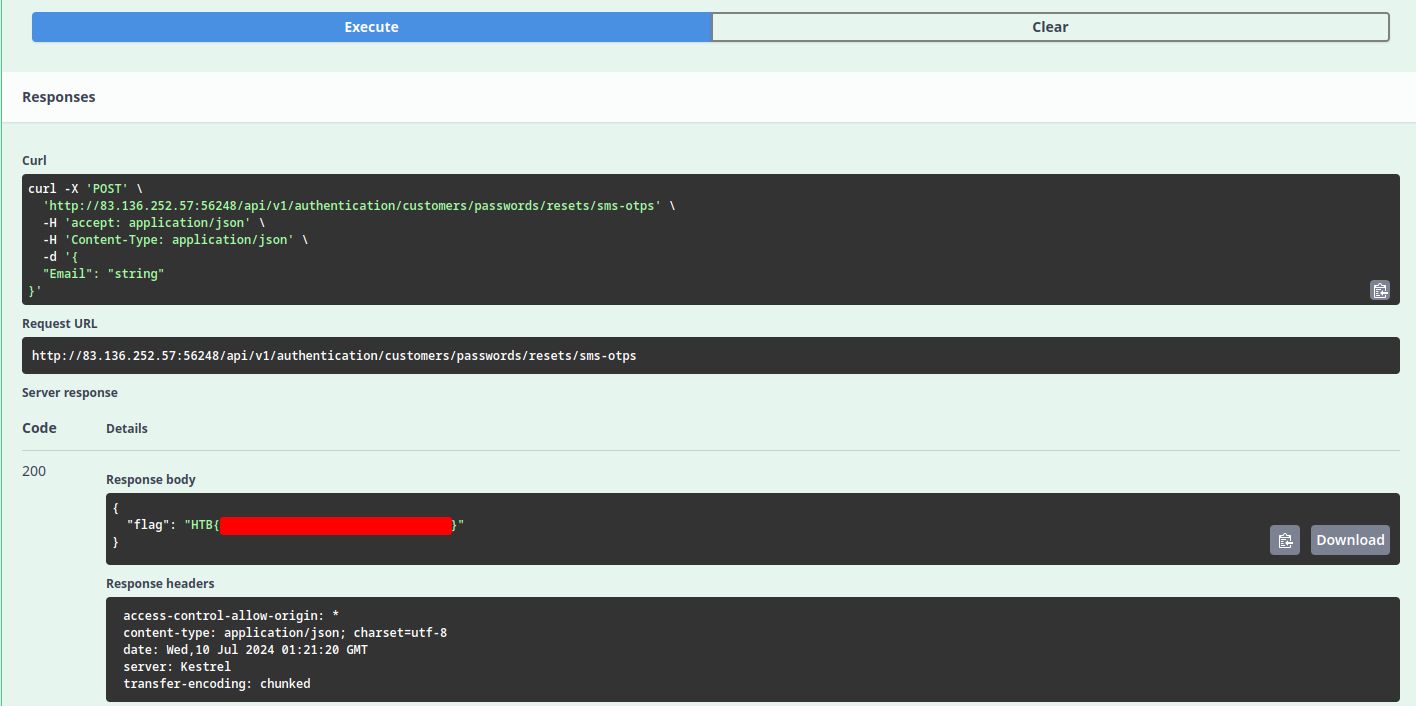 Execute
Clear
Responses
Curl
curl -X 'POST' \
  'http://83.136.252.57:56248/api/v1/authentication/customers/passwords/resets/sms-otps' \
  -H 'accept: application/json' \
  -H 'Content-Type: application/json' \
  -d '{
  "Email": "string"
}'
Request URL
http://83.136.252.57:56248/api/v1/authentication/customers/passwords/resets/sms-otps
Server response
Code Details
200
Response body
{
  "flag": "HTB{ }"
}
Download
Response headers
access-control-allow-origin: *
content-type: application/json; charset=utf-8
date: Wed,10 Jul 2024 01:21:20 GMT
server: Kestrel
transfer-encoding: chunked